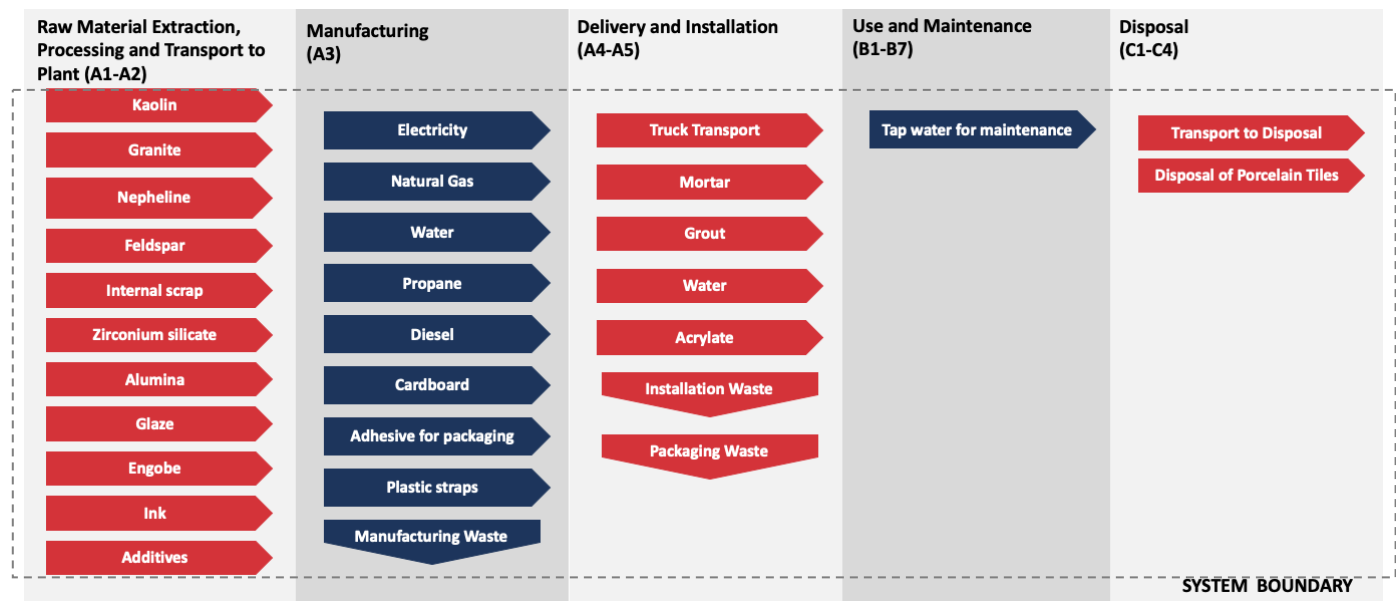 Raw Material Extraction,
Processing and Transport to
Plant (A1-A2)
Kaolin
Granite
Nepheline
Feldspar
Internal scrap
Zirconium silicate
Alumina
Glaze
Engobe
Ink
Additives
Manufacturing
(A3)
Electricity
Natural Gas
Water
Propane
Diesel
Cardboard
Adhesive for packaging
Plastic straps
Manufacturing Waste
Delivery and Installation
(A4-A5)
Truck Transport
Mortar
Grout
Water
Acrylate
Installation Waste
Packaging Waste
Use and Maintenance
(B1-B7)
Tap water for maintenance
Disposal
(C1-C4)
Transport to Disposal
Disposal of Porcelain Tiles
SYSTEM BOUNDARY